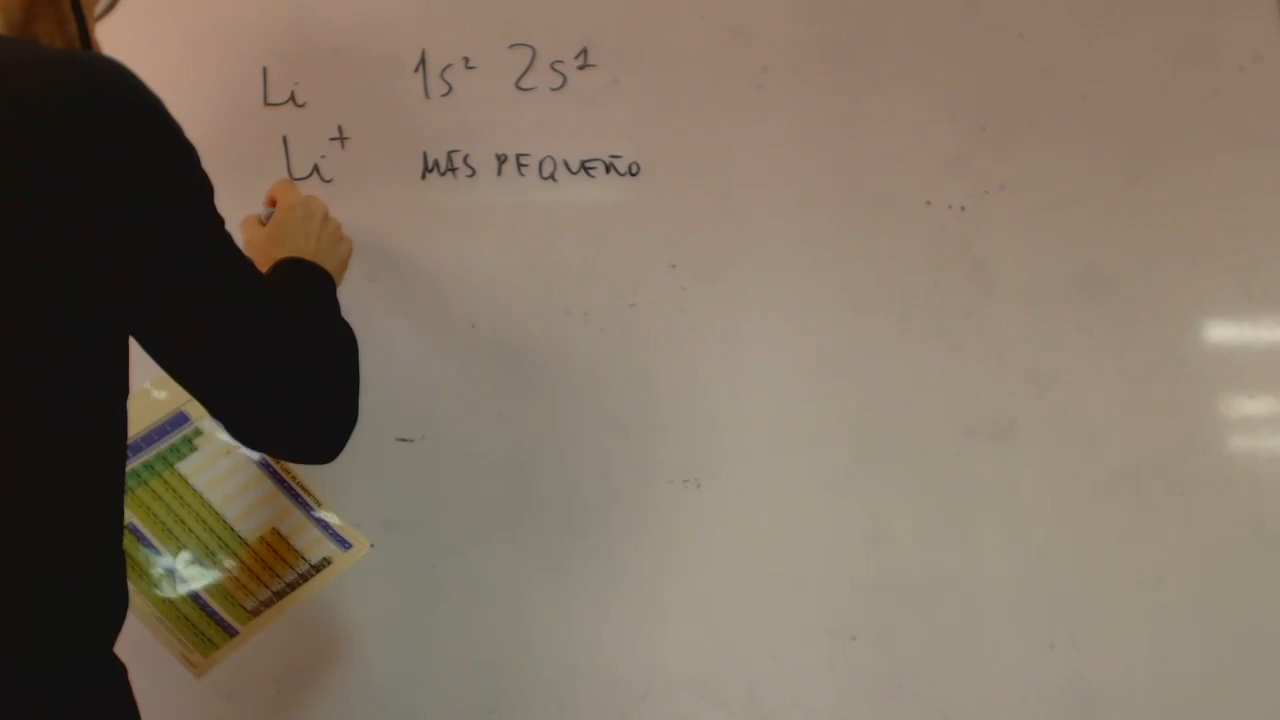 Li 1s² 2s¹
Li⁺ MAS PEQUEÑO